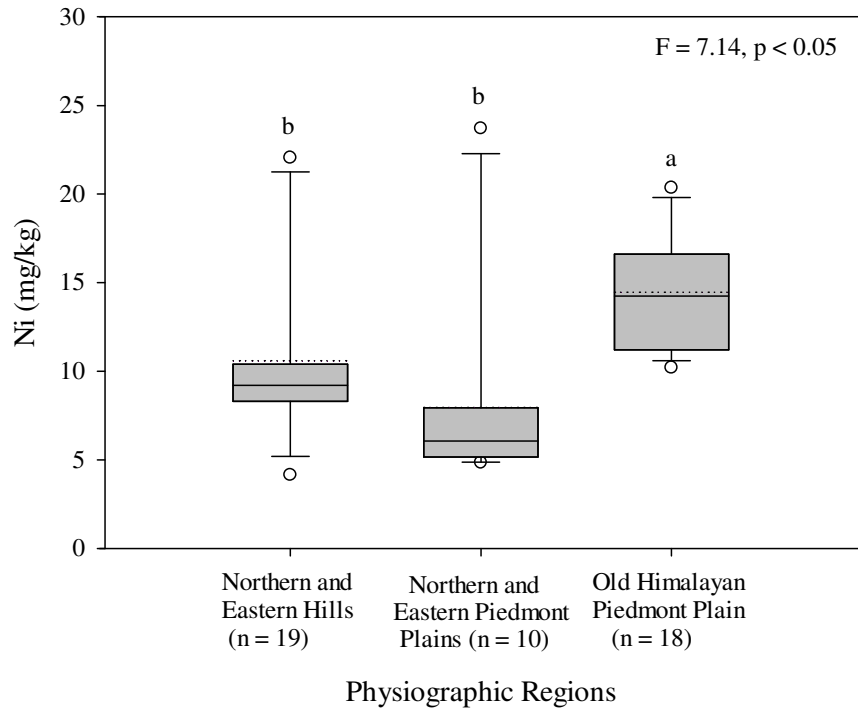 30
25
20
15
10
5
0
Ni (mg/kg)
F = 7.14, p < 0.05
b
b
a
Northern and
Eastern Hills
(n = 19)
Northern and
Eastern Piedmont
Plains (n = 10)
Old Himalayan
Piedmont Plain
(n = 18)
Physiographic Regions